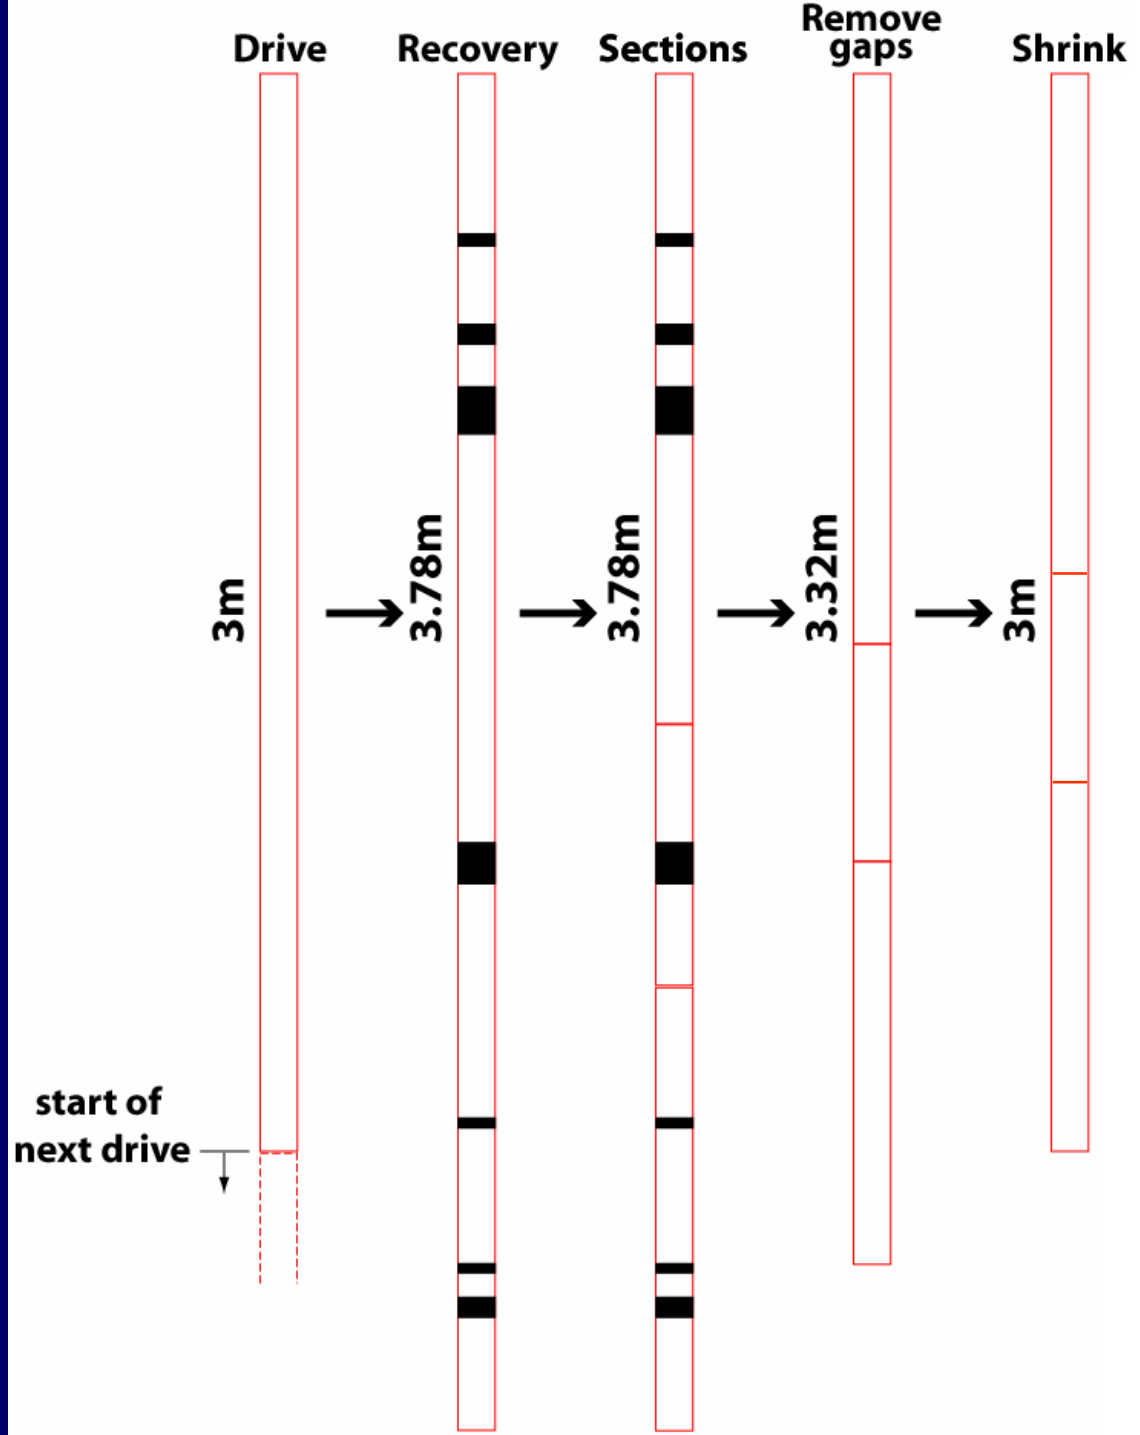 Drive
Recovery
Sections
Remove
gaps
Shrink
3m
3.78m
3.78m
3.32m
3m
start of
next drive